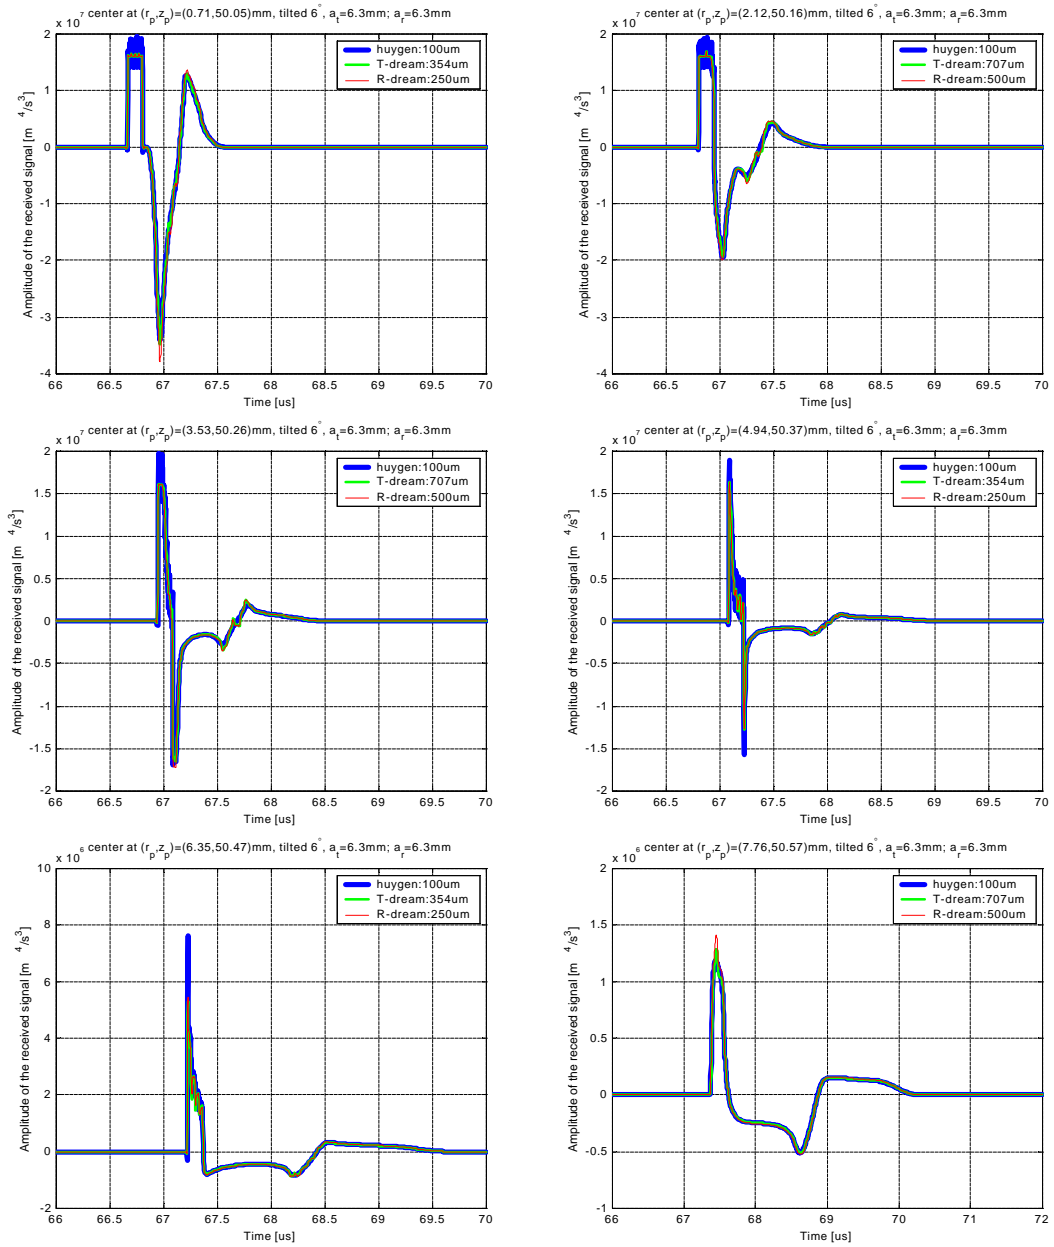 x 10^7 center at (r_p,z_p)=(0.71,50.05)mm, tilted 6°, a_t=6.3mm; a_r=6.3mm
huygen:100um
T-dream:354um
R-dream:250um
2
1
0
-1
-2
-3
-4
Amplitude of the received signal [m^4/s^3]
66 66.5 67 67.5 68 68.5 69 69.5 70
Time [us]
x 10^7 center at (r_p,z_p)=(2.12,50.16)mm, tilted 6°, a_t=6.3mm; a_r=6.3mm
huygen:100um
T-dream:707um
R-dream:500um
2
1
0
-1
-2
-3
-4
Amplitude of the received signal [m^4/s^3]
66 66.5 67 67.5 68 68.5 69 69.5 70
Time [us]
x 10^7 center at (r_p,z_p)=(3.53,50.26)mm, tilted 6°, a_t=6.3mm; a_r=6.3mm
huygen:100um
T-dream:707um
R-dream:500um
2
1.5
1
0.5
0
-0.5
-1
-1.5
-2
Amplitude of the received signal [m^4/s^3]
66 66.5 67 67.5 68 68.5 69 69.5 70
Time [us]
x 10^7 center at (r_p,z_p)=(4.94,50.37)mm, tilted 6°, a_t=6.3mm; a_r=6.3mm
huygen:100um
T-dream:354um
R-dream:250um
2
1.5
1
0.5
0
-0.5
-1
-1.5
-2
Amplitude of the received signal [m^4/s^3]
66 66.5 67 67.5 68 68.5 69 69.5 70
Time [us]
x 10^6 center at (r_p,z_p)=(6.35,50.47)mm, tilted 6°, a_t=6.3mm; a_r=6.3mm
huygen:100um
T-dream:354um
R-dream:250um
10
8
6
4
2
0
-2
Amplitude of the received signal [m^4/s^3]
66 66.5 67 67.5 68 68.5 69 69.5 70
Time [us]
x 10^6 center at (r_p,z_p)=(7.76,50.57)mm, tilted 6°, a_t=6.3mm; a_r=6.3mm
huygen:100um
T-dream:707um
R-dream:500um
2
1.5
1
0.5
0
-0.5
-1
Amplitude of the received signal [m^4/s^3]
66 67 68 69 70 71 72
Time [us]